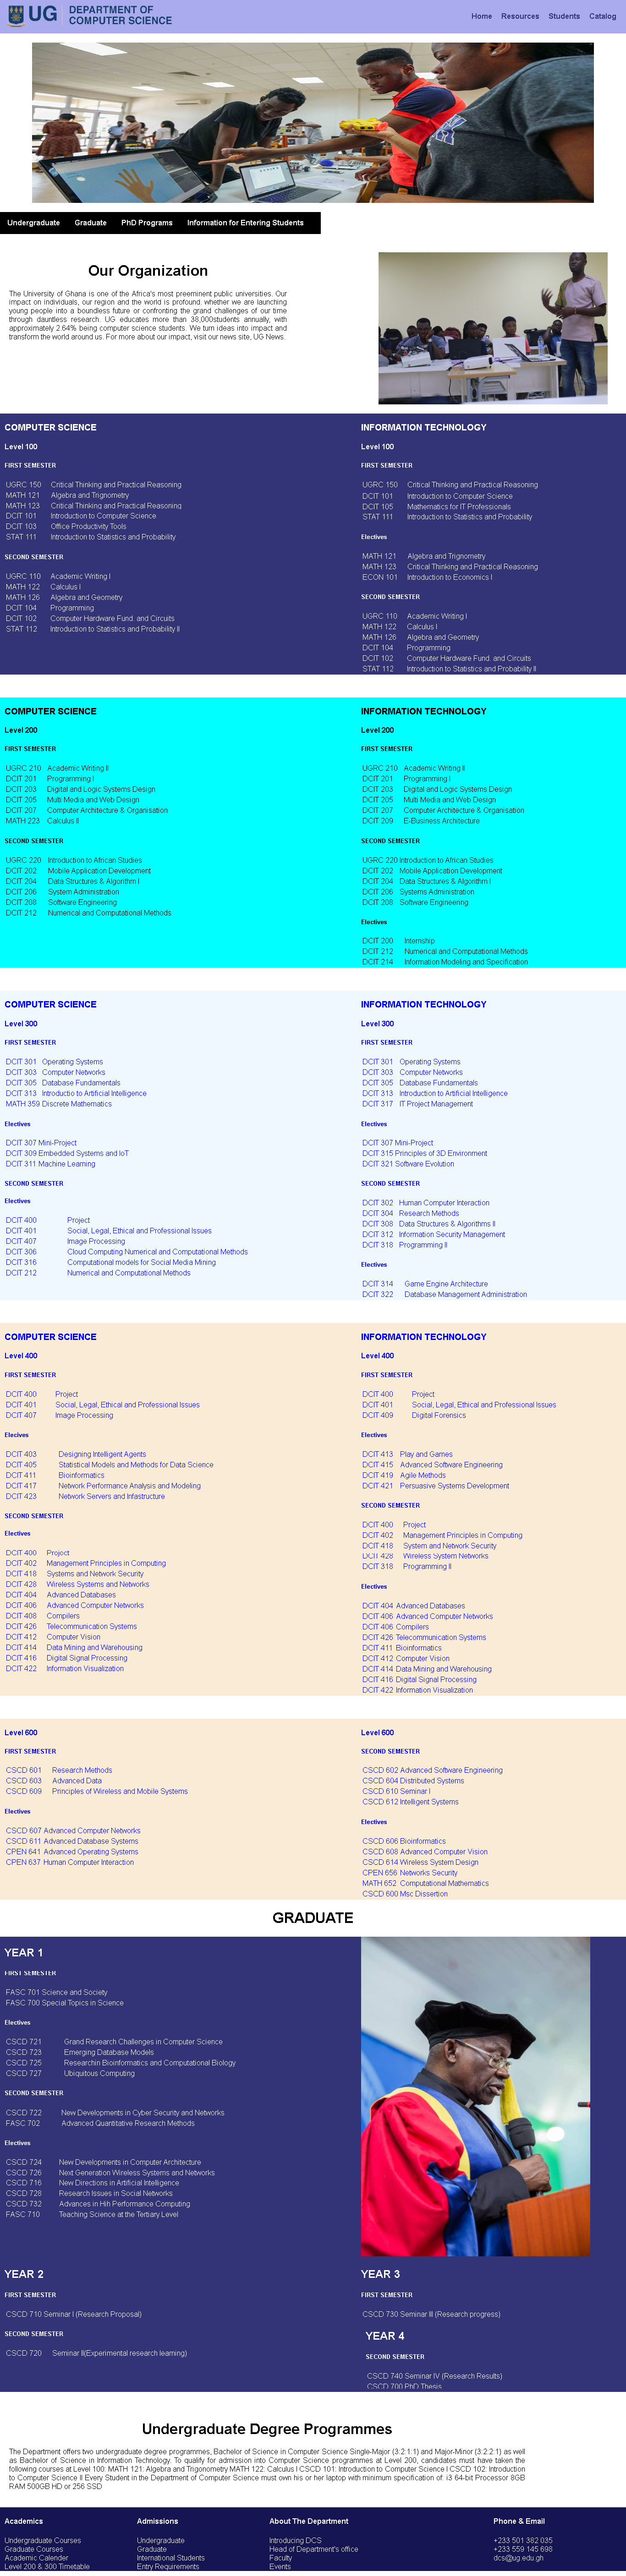 UG DEPARTMENT OF COMPUTER SCIENCE
Home Resources Students Catalog
Undergraduate Graduate PhD Programs Information for Entering Students
Our Organization
The University of Ghana is one of the Africa's most preeminent public universities. Our
impact on individuals, our region and the world is profound. whether we are launching
young people into a boundless future or confronting the grand challenges of our time
through dauntless research. UG educates more than 38,000students annually, with
approximately 2.64% being computer science students. We turn ideas into impact and
transform the world around us. For more about our impact, visit our news site, UG News.
COMPUTER SCIENCE
Level 100
FIRST SEMESTER
UGRC 150 Critical Thinking and Practical Reasoning
MATH 121 Algebra and Trignometry
MATH 123 Critical Thinking and Practical Reasoning
DCIT 101 Introduction to Computer Science
DCIT 103 Office Productivity Tools
STAT 111 Introduction to Statistics and Probability
SECOND SEMESTER
UGRC 110 Academic Writing I
MATH 122 Calculus I
MATH 126 Algebra and Geometry
DCIT 104 Programming
DCIT 102 Computer Hardware Fund. and Circuits
STAT 112 Introduction to Statistics and Probability II
INFORMATION TECHNOLOGY
Level 100
FIRST SEMESTER
UGRC 150 Critical Thinking and Practical Reasoning
DCIT 101 Introduction to Computer Science
DCIT 105 Mathematics for IT Professionals
STAT 111 Introduction to Statistics and Probability
Electives
MATH 121 Algebra and Trignometry
MATH 123 Critical Thinking and Practical Reasoning
ECON 101 Introduction to Economics I
SECOND SEMESTER
UGRC 110 Academic Writing I
MATH 122 Calculus I
MATH 126 Algebra and Geometry
DCIT 104 Programming
DCIT 102 Computer Hardware Fund. and Circuits
STAT 112 Introduction to Statistics and Probability II
COMPUTER SCIENCE
Level 200
FIRST SEMESTER
UGRC 210 Academic Writing II
DCIT 201 Programming I
DCIT 203 Digital and Logic Systems Design
DCIT 205 Multi Media and Web Design
DCIT 207 Computer Architecture & Organisation
MATH 223 Calculus II
SECOND SEMESTER
UGRC 220 Introduction to African Studies
DCIT 202 Mobile Application Development
DCIT 204 Data Structures & Algorithm I
DCIT 206 System Administration
DCIT 208 Software Engineering
DCIT 212 Numerical and Computational Methods
INFORMATION TECHNOLOGY
Level 200
FIRST SEMESTER
UGRC 210 Academic Writing II
DCIT 201 Programming I
DCIT 203 Digital and Logic Systems Design
DCIT 205 Multi Media and Web Design
DCIT 207 Computer Architecture & Organisation
DCIT 209 E-Business Architecture
SECOND SEMESTER
UGRC 220 Introduction to African Studies
DCIT 202 Mobile Application Development
DCIT 204 Data Structures & Algorithm I
DCIT 206 Systems Administration
DCIT 208 Software Engineering
Electives
DCIT 200 Internship
DCIT 212 Numerical and Computational Methods
DCIT 214 Information Modeling and Specification
COMPUTER SCIENCE
Level 300
FIRST SEMESTER
DCIT 301 Operating Systems
DCIT 303 Computer Networks
DCIT 305 Database Fundamentals
DCIT 313 Introductio to Artificial Intelligence
MATH 359 Discrete Mathematics
Electives
DCIT 307 Mini-Project
DCIT 309 Embedded Systems and IoT
DCIT 311 Machine Learning
SECOND SEMESTER
Electives
DCIT 400 Project
DCIT 401 Social, Legal, Ethical and Professional Issues
DCIT 407 Image Processing
DCIT 306 Cloud Computing Numerical and Computational Methods
DCIT 316 Computational models for Social Media Mining
DCIT 212 Numerical and Computational Methods
INFORMATION TECHNOLOGY
Level 300
FIRST SEMESTER
DCIT 301 Operating Systems
DCIT 303 Computer Networks
DCIT 305 Database Fundamentals
DCIT 313 Introduction to Artificial Intelligence
DCIT 317 IT Project Management
Electives
DCIT 307 Mini-Project
DCIT 315 Principles of 3D Environment
DCIT 321 Software Evolution
SECOND SEMESTER
DCIT 302 Human Computer Interaction
DCIT 304 Research Methods
DCIT 308 Data Structures & Algorithms II
DCIT 312 Information Security Management
DCIT 318 Programming II
Electives
DCIT 314 Game Engine Architecture
DCIT 322 Database Management Administration
COMPUTER SCIENCE
Level 400
FIRST SEMESTER
DCIT 400 Project
DCIT 401 Social, Legal, Ethical and Professional Issues
DCIT 407 Image Processing
Elecives
DCIT 403 Designing Intelligent Agents
DCIT 405 Statistical Models and Methods for Data Science
DCIT 411 Bioinformatics
DCIT 417 Network Performance Analysis and Modeling
DCIT 423 Network Servers and Infastructure
SECOND SEMESTER
Electives
DCIT 400 Project
DCIT 402 Management Principles in Computing
DCIT 418 Systems and Network Security
DCIT 428 Wireless Systems and Networks
DCIT 404 Advanced Databases
DCIT 406 Advanced Computer Networks
DCIT 408 Compilers
DCIT 426 Telecommunication Systems
DCIT 412 Computer Vision
DCIT 414 Data Mining and Warehousing
DCIT 416 Digital Signal Processing
DCIT 422 Information Visualization
INFORMATION TECHNOLOGY
Level 400
FIRST SEMESTER
DCIT 400 Project
DCIT 401 Social, Legal, Ethical and Professional Issues
DCIT 409 Digital Forensics
Electives
DCIT 413 Play and Games
DCIT 415 Advanced Software Engineering
DCIT 419 Agile Methods
DCIT 421 Persuasive Systems Development
SECOND SEMESTER
DCIT 400 Project
DCIT 402 Management Principles in Computing
DCIT 418 System and Network Security
DCIT 428 Wireless System Networks
DCIT 318 Programming II
Electives
DCIT 404 Advanced Databases
DCIT 406 Advanced Computer Networks
DCIT 406 Compilers
DCIT 426 Telecommunication Systems
DCIT 411 Bioinformatics
DCIT 412 Computer Vision
DCIT 414 Data Mining and Warehousing
DCIT 416 Digital Signal Processing
DCIT 422 Information Visualization
Level 600
FIRST SEMESTER
CSCD 601 Research Methods
CSCD 603 Advanced Data
CSCD 609 Principles of Wireless and Mobile Systems
Electives
CSCD 607 Advanced Computer Networks
CSCD 611 Advanced Database Systems
CPEN 641 Advanced Operating Systems
CPEN 637 Human Computer Interaction
Level 600
SECOND SEMESTER
CSCD 602 Advanced Software Engineering
CSCD 604 Distributed Systems
CSCD 610 Seminar I
CSCD 612 Intelligent Systems
Electives
CSCD 606 Bioinformatics
CSCD 608 Advanced Computer Vision
CSCD 614 Wireless System Design
CPEN 656 Networks Security
MATH 652 Computational Mathematics
CSCD 600 Msc Dissertion
GRADUATE
YEAR 1
FIRST SEMESTER
FASC 701 Science and Society
FASC 700 Special Topics in Science
Electives
CSCD 721 Grand Research Challenges in Computer Science
CSCD 723 Emerging Database Models
CSCD 725 Researchin Bioinformatics and Computational Biology
CSCD 727 Ubiquitous Computing
SECOND SEMESTER
CSCD 722 New Developments in Cyber Security and Networks
FASC 702 Advanced Quantitative Research Methods
Electives
CSCD 724 New Developments in Computer Architecture
CSCD 726 Next Generation Wireless Systems and Networks
CSCD 716 New Directions in Artificial Intelligence
CSCD 728 Research Issues in Social Networks
CSCD 732 Advances in Hih Performance Computing
FASC 710 Teaching Science at the Tertiary Level
YEAR 2
FIRST SEMESTER
CSCD 710 Seminar I (Research Proposal)
SECOND SEMESTER
CSCD 720 Seminar II(Experimental research learning)
YEAR 3
FIRST SEMESTER
CSCD 730 Seminar III (Research progress)
YEAR 4
SECOND SEMESTER
CSCD 740 Seminar IV (Research Results)
CSCD 700 PhD Thesis
Undergraduate Degree Programmes
The Department offers two undergraduate degree programmes, Bachelor of Science in Computer Science Single-Major (3:2:1:1) and Major-Minor (3:2:2:1) as well
as Bachelor of Science in Information Technology. To qualify for admission into Computer Science programmes at Level 200, candidates must have taken the
following courses at Level 100: MATH 121: Algebra and Trigonometry MATH 122: Calculus I CSCD 101: Introduction to Computer Science I CSCD 102: Introduction
to Computer Science II Every Student in the Department of Computer Science must own his or her laptop with minimum specification of: i3 64-bit Processor 8GB
RAM 500GB HD or 256 SSD
Academics
Undergraduate Courses
Graduate Courses
Academic Calender
Level 200 & 300 Timetable
Admissions
Undergraduate
Graduate
International Students
Entry Requirements
About The Department
Introducing DCS
Head of Department's office
Faculty
Events
Phone & Email
+233 501 382 035
+233 559 145 698
dcs@ug.edu.gh